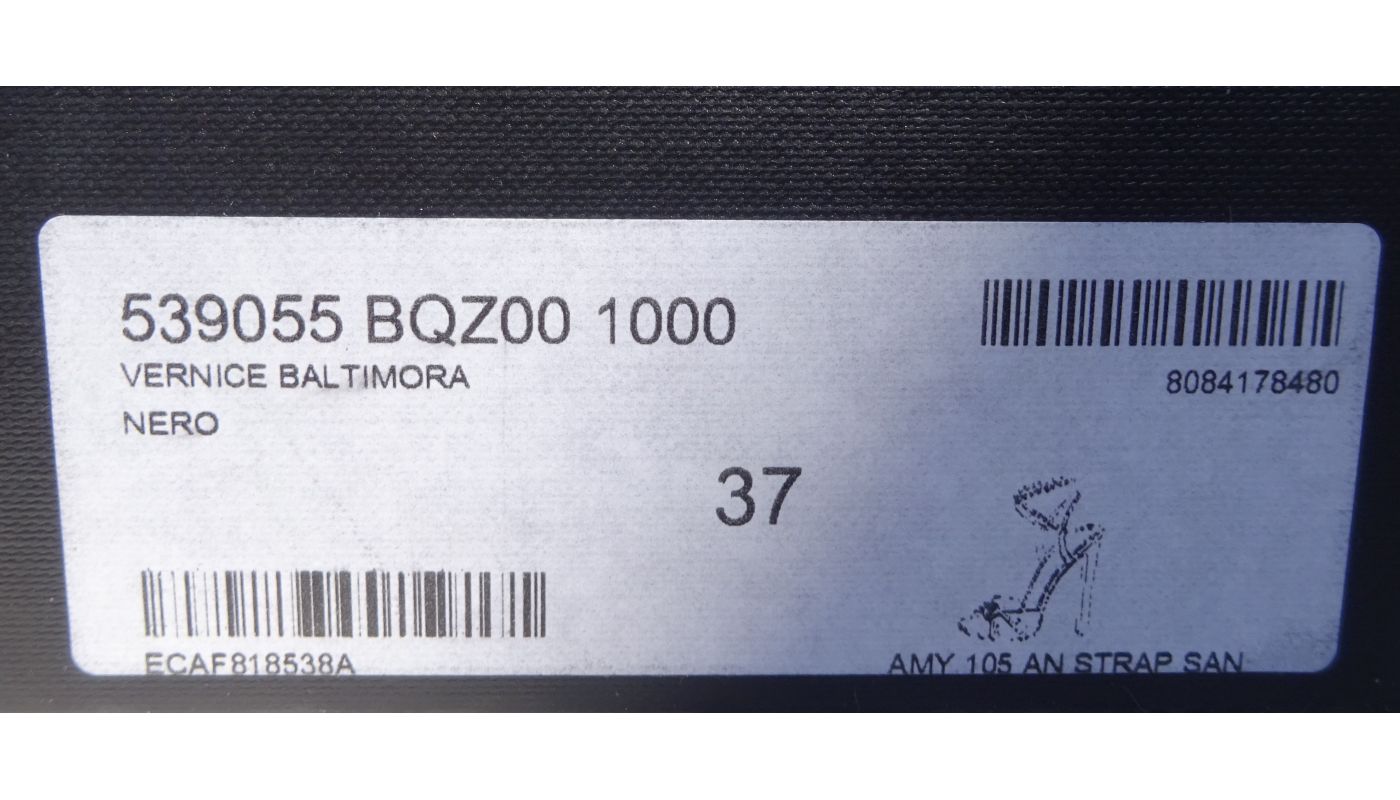 539055 BQZ00 1000
VERNICE BALTIMORA
NERO
8084178480
37
ECAF818538A
AMY 105 AN STRAP SAN